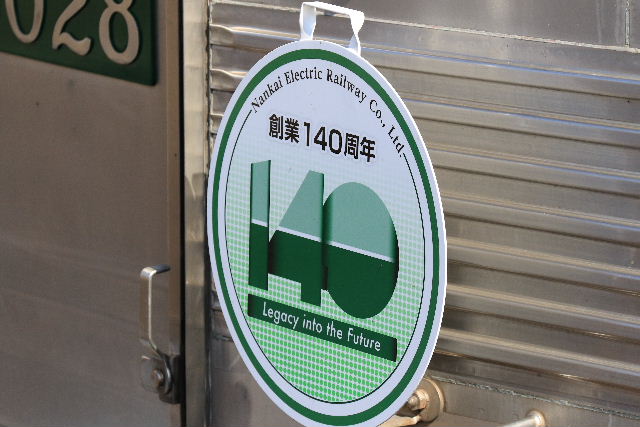 028
Nankai Electric Railway Co., Ltd.
創業140周年
140
Legacy into the Future